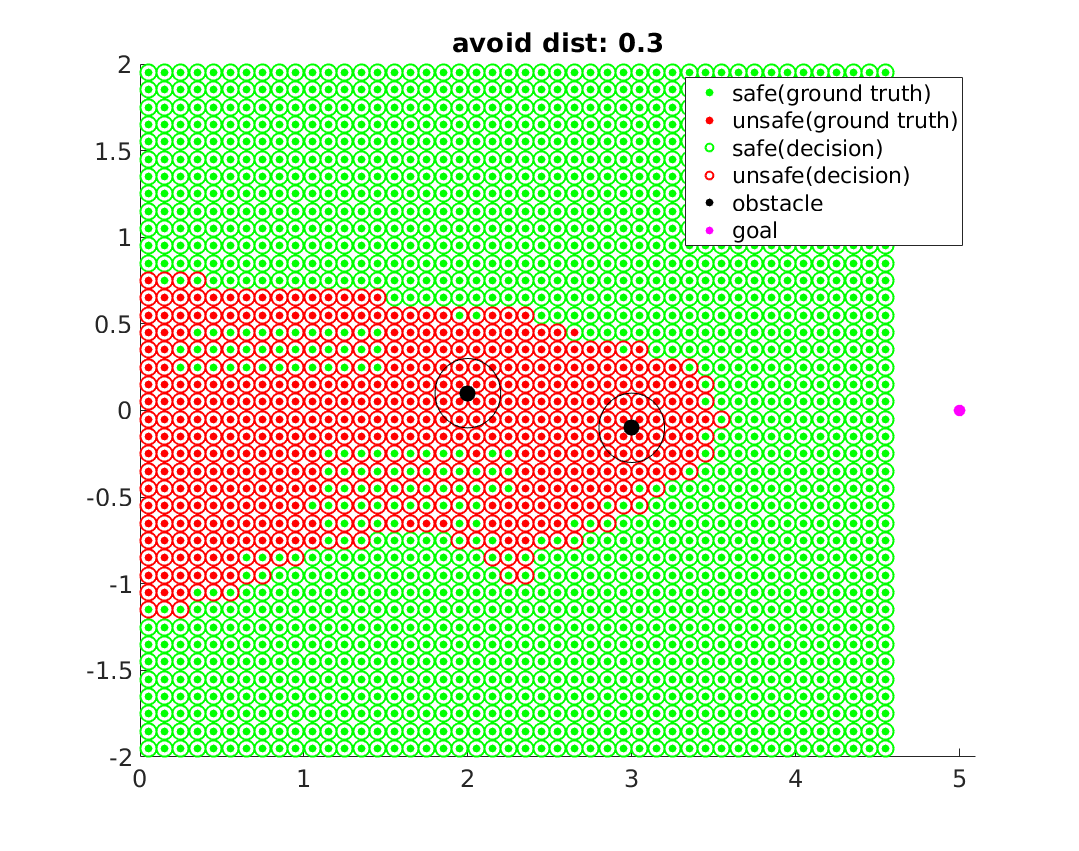 avoid dist: 0.3
2
1.5
1
0.5
0
-0.5
-1
-1.5
-2
0
1
2
3
4
5
safe(ground truth)
unsafe(ground truth)
safe(decision)
unsafe(decision)
obstacle
goal